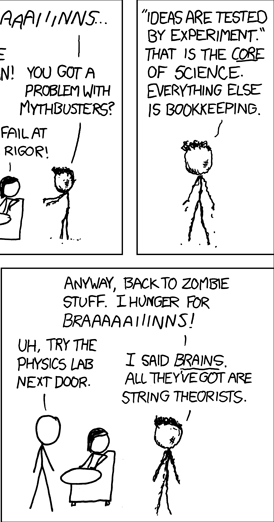 AAAIIINNS...
E
N!
YOU GOT A
PROBLEM WITH
MYTHBUSTERS?
FAIL AT
RIGOR!
"IDEAS ARE TESTED
BY EXPERIMENT."
THAT IS THE CORE
OF SCIENCE.
EVERYTHING ELSE
IS BOOKKEEPING.
ANYWAY, BACK TO ZOMBIE
STUFF. I HUNGER FOR
BRAAAAAIIINNS!
UH, TRY THE
PHYSICS LAB
NEXT DOOR.
I SAID BRAINS.
ALL THEY'VE GOT ARE
STRING THEORISTS.